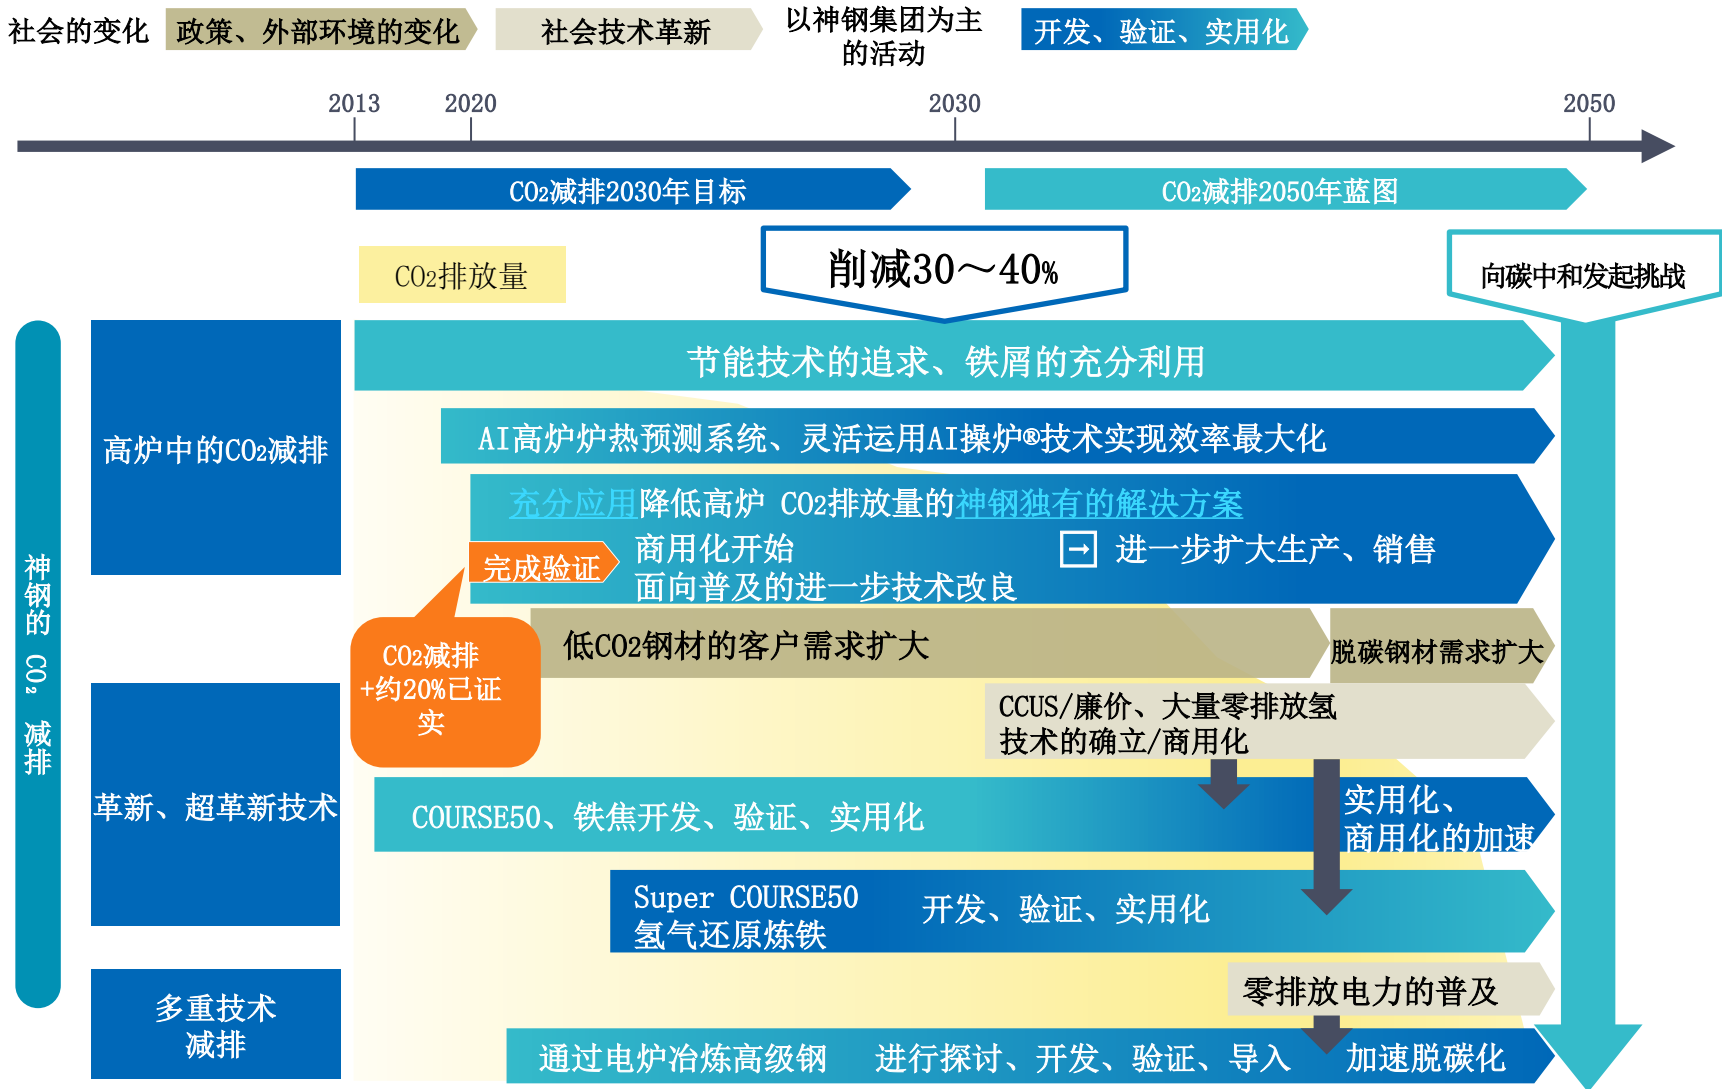 社会的变化
政策、外部环境的变化
社会技术革新
以神钢集团为主
的活动
开发、验证、实用化
2013
2020
2030
2050
CO₂减排2030年目标
CO₂减排2050年蓝图
CO₂排放量
削减30～40%
向碳中和发起挑战
神钢的 CO₂ 减排
高炉中的CO₂减排
节能技术的追求、铁屑的充分利用
AI高炉炉热预测系统、灵活运用AI操炉®技术实现效率最大化
充分应用降低高炉 CO₂排放量的神钢独有的解决方案
完成验证
商用化开始
面向普及的进一步技术改良
→ 进一步扩大生产、销售
CO₂减排
+约20%已证
实
低CO₂钢材的客户需求扩大
脱碳钢材需求扩大
CCUS/廉价、大量零排放氢
技术的确立/商用化
革新、超革新技术
COURSE50、铁焦开发、验证、实用化
实用化、
商用化的加速
Super COURSE50
氢气还原炼铁
开发、验证、实用化
多重技术
减排
零排放电力的普及
通过电炉冶炼高级钢
进行探讨、开发、验证、导入
加速脱碳化